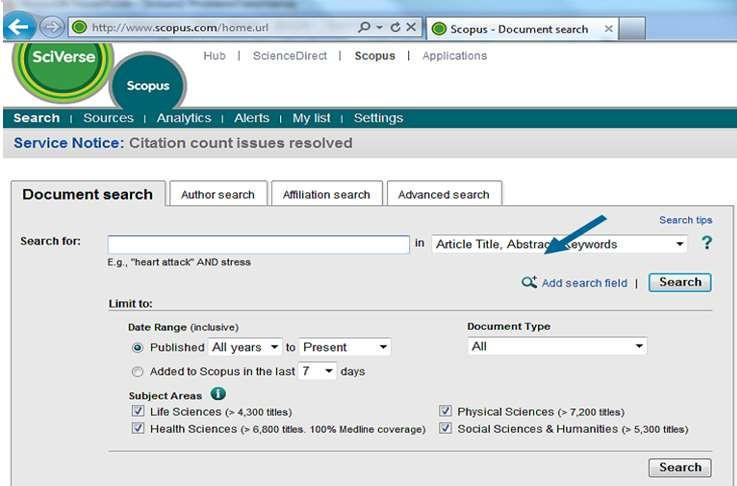 http://www.scopus.com/home.url
Scopus - Document search
SciVerse
Hub | ScienceDirect | Scopus | Applications
Scopus
Search | Sources | Analytics | Alerts | My list | Settings
Service Notice: Citation count issues resolved
Document search Author search Affiliation search Advanced search
Search tips
Search for: in Article Title, Abstract, Keywords ?
E.g., "heart attack" AND stress
Add search field | Search
Limit to:
Date Range (inclusive) Document Type
Published All years to Present All
Added to Scopus in the last 7 days
Subject Areas i
Life Sciences (> 4,300 titles) Physical Sciences (> 7,200 titles)
Health Sciences (> 6,800 titles. 100% Medline coverage) Social Sciences & Humanities (> 5,300 titles)
Search